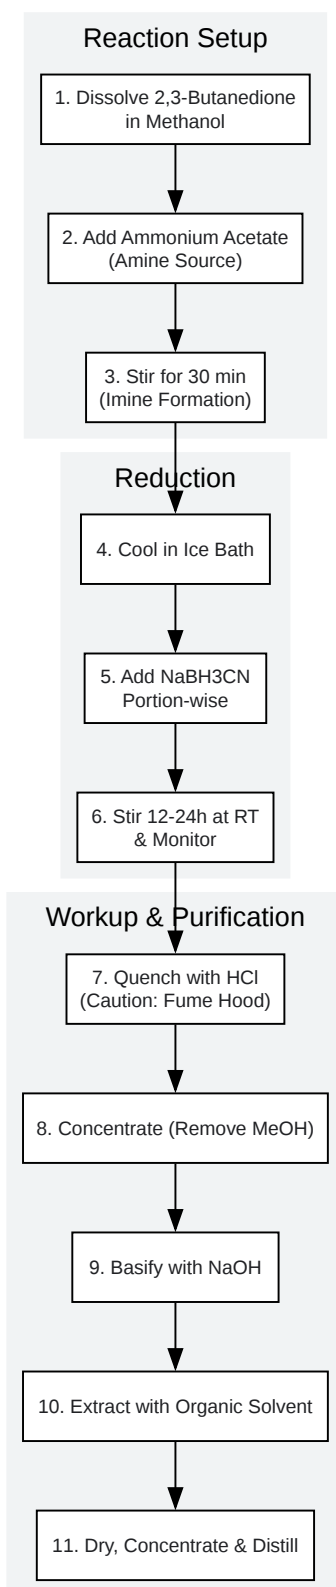 Reaction Setup
1. Dissolve 2,3-Butanedione
in Methanol
2. Add Ammonium Acetate
(Amine Source)
3. Stir for 30 min
(Imine Formation)
Reduction
4. Cool in Ice Bath
5. Add NaBH3CN
Portion-wise
6. Stir 12-24h at RT
& Monitor
Workup & Purification
7. Quench with HCl
(Caution: Fume Hood)
8. Concentrate (Remove MeOH)
9. Basify with NaOH
10. Extract with Organic Solvent
11. Dry, Concentrate & Distill